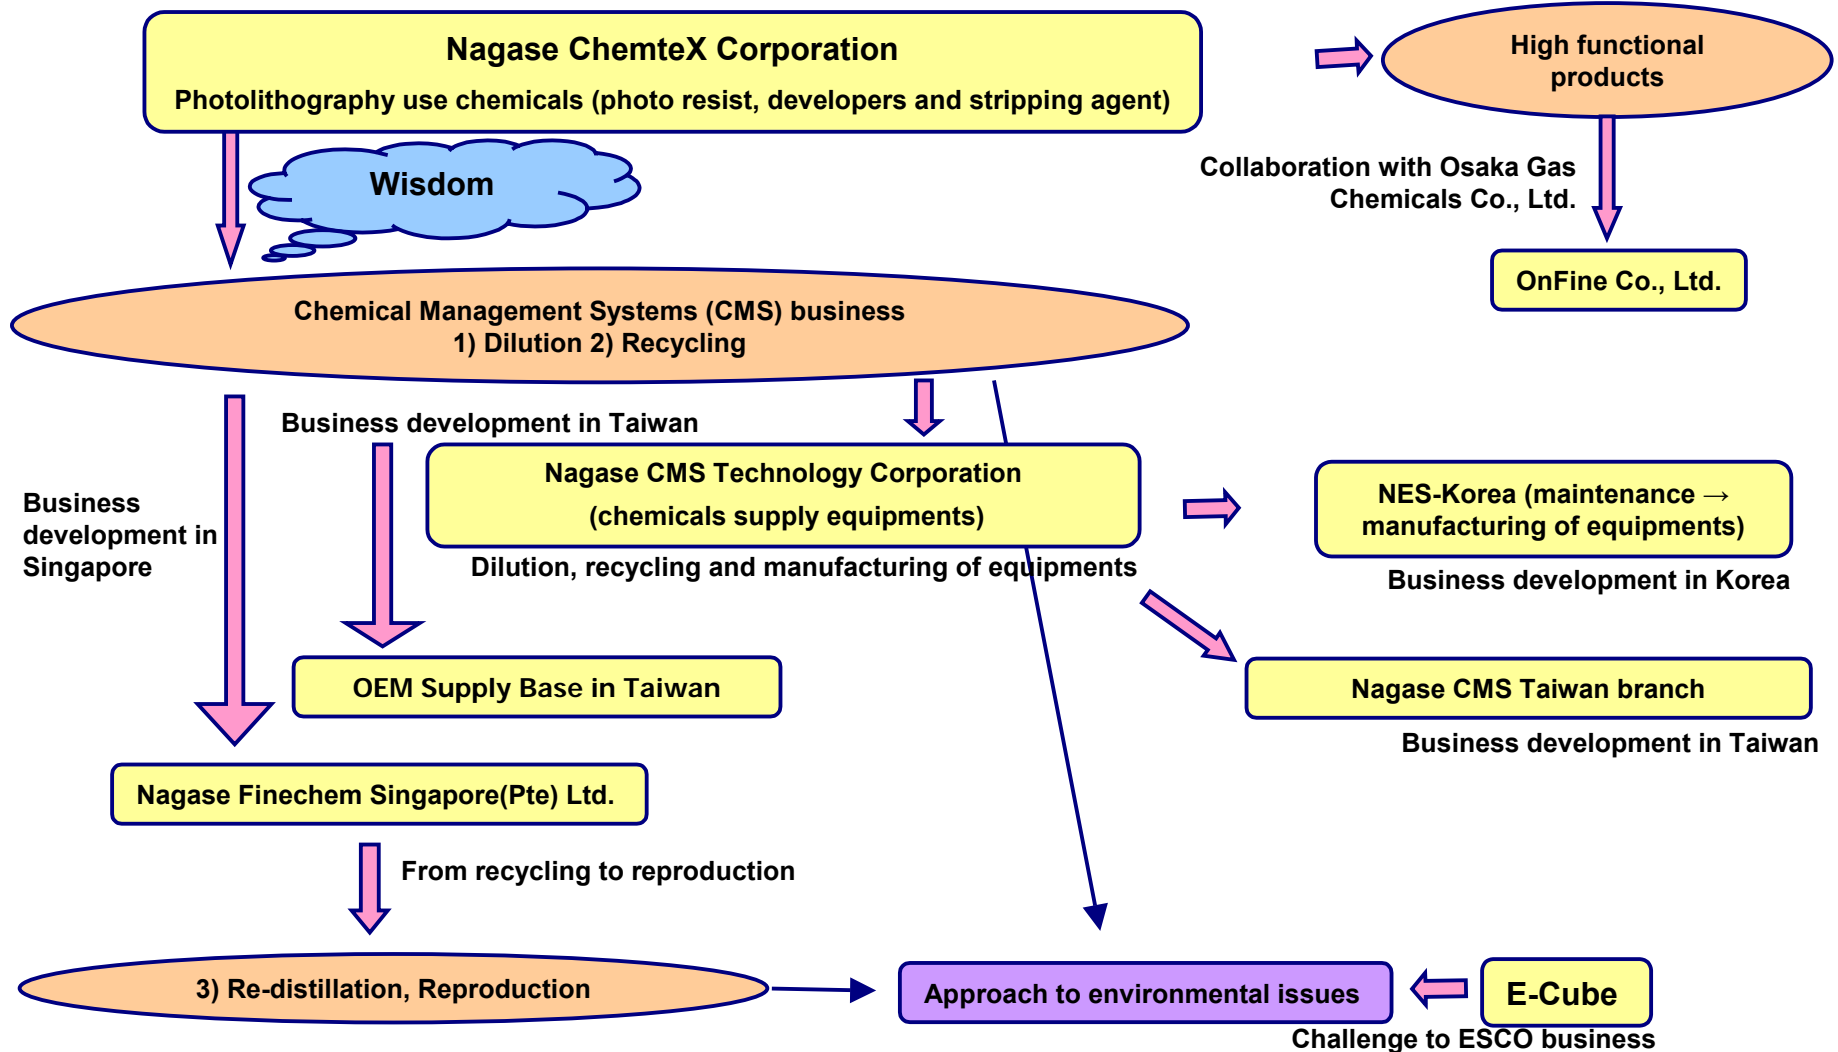 Nagase ChemteX Corporation
Photolithography use chemicals (photo resist, developers and stripping agent)
High functional
products
Wisdom
Collaboration with Osaka Gas
Chemicals Co., Ltd.
OnFine Co., Ltd.
Chemical Management Systems (CMS) business
1) Dilution 2) Recycling
Business development in Taiwan
Business
development in
Singapore
Nagase CMS Technology Corporation
(chemicals supply equipments)
Dilution, recycling and manufacturing of equipments
NES-Korea (maintenance →
manufacturing of equipments)
Business development in Korea
OEM Supply Base in Taiwan
Nagase CMS Taiwan branch
Business development in Taiwan
Nagase Finechem Singapore(Pte) Ltd.
From recycling to reproduction
3) Re-distillation, Reproduction
Approach to environmental issues
E-Cube
Challenge to ESCO business